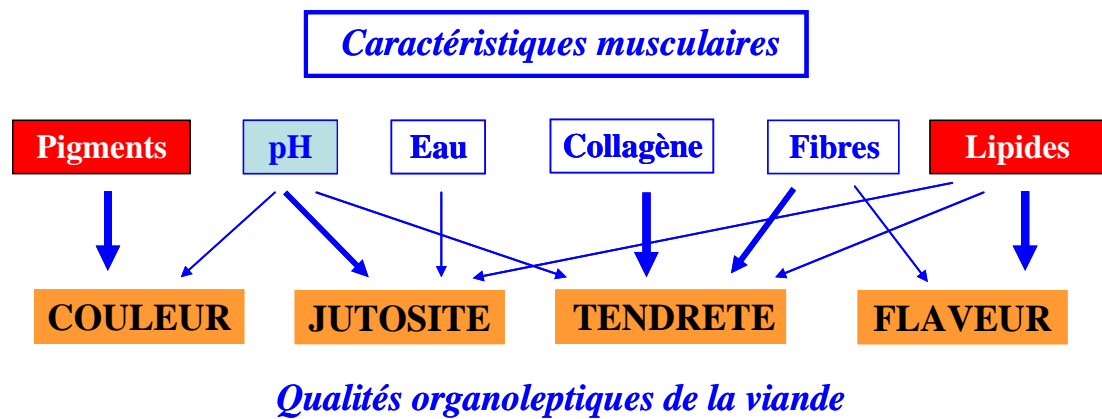 Caractéristiques musculaires
Pigments pH Eau Collagène Fibres Lipides
COULEUR JUTOSITE TENDRETE FLAVEUR
Qualités organoleptiques de la viande